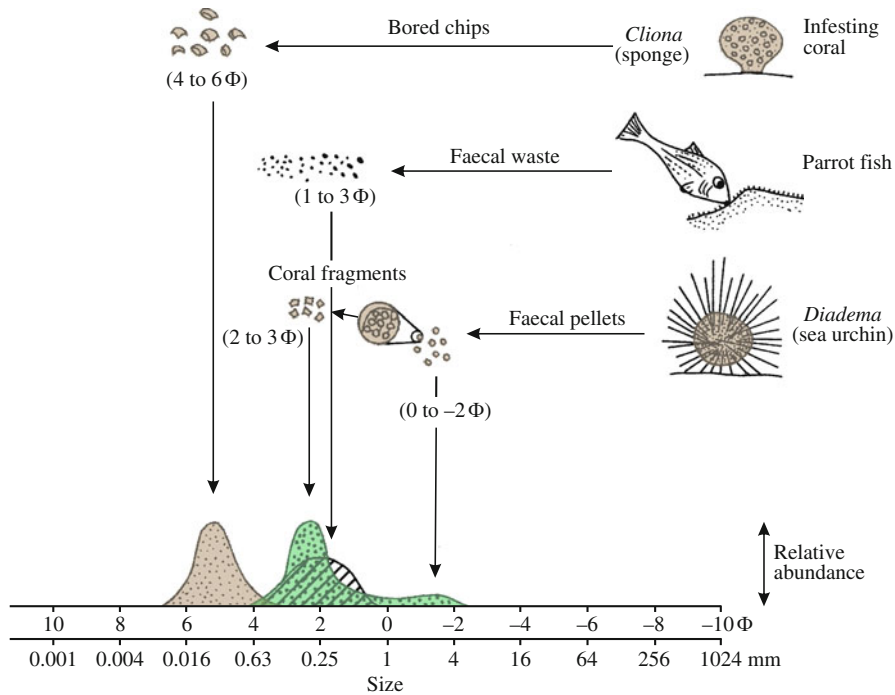 Bored chips
Cliona
(sponge)
Infesting
coral
(4 to 6 Φ)
Faecal waste
Parrot fish
(1 to 3 Φ)
Coral fragments
(2 to 3 Φ)
Faecal pellets
Diadema
(sea urchin)
(0 to –2 Φ)
Relative
abundance
10 8 6 4 2 0 –2 –4 –6 –8 –10 Φ
0.001 0.004 0.016 0.63 0.25 1 4 16 64 256 1024 mm
Size